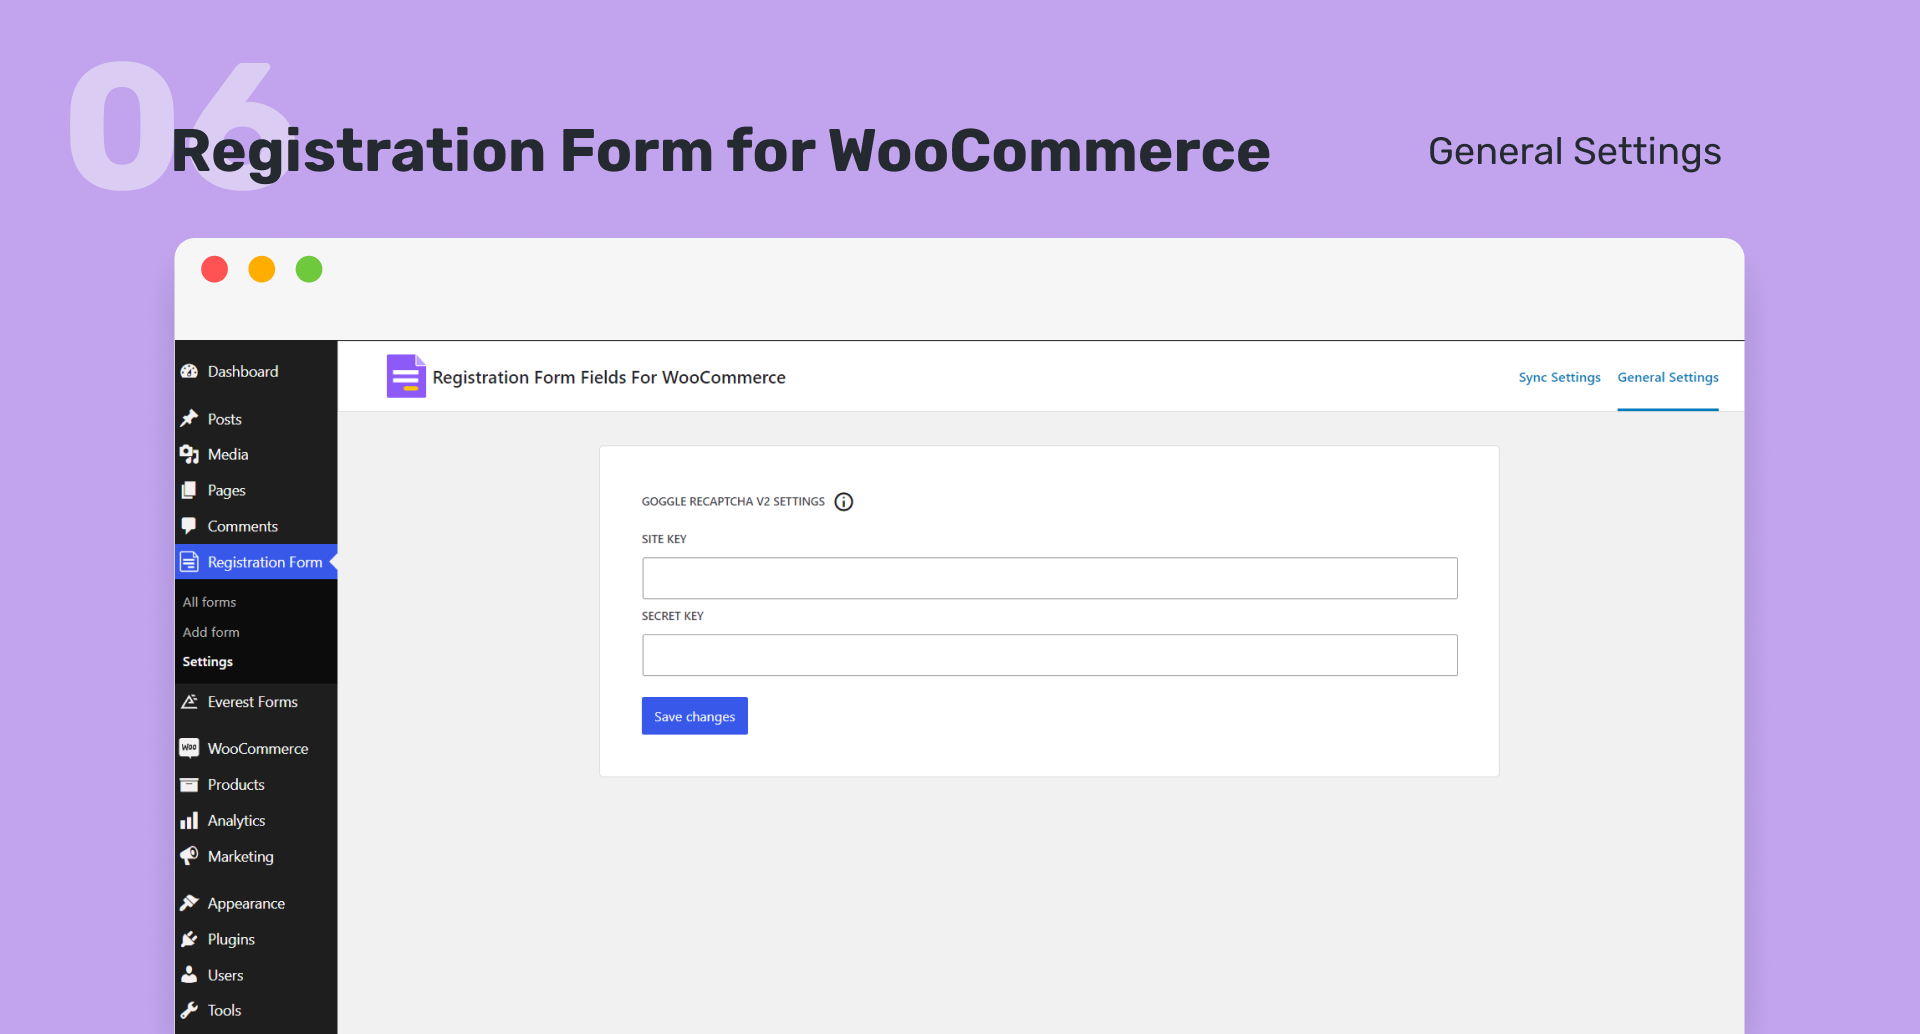 06
Registration Form for WooCommerce
General Settings
Dashboard
Posts
Media
Pages
Comments
Registration Form
All forms
Add form
Settings
Everest Forms
Woo WooCommerce
Products
Analytics
Marketing
Appearance
Plugins
Users
Tools
Registration Form Fields For WooCommerce
Sync Settings General Settings
GOGGLE RECAPTCHA V2 SETTINGS
SITE KEY
SECRET KEY
Save changes